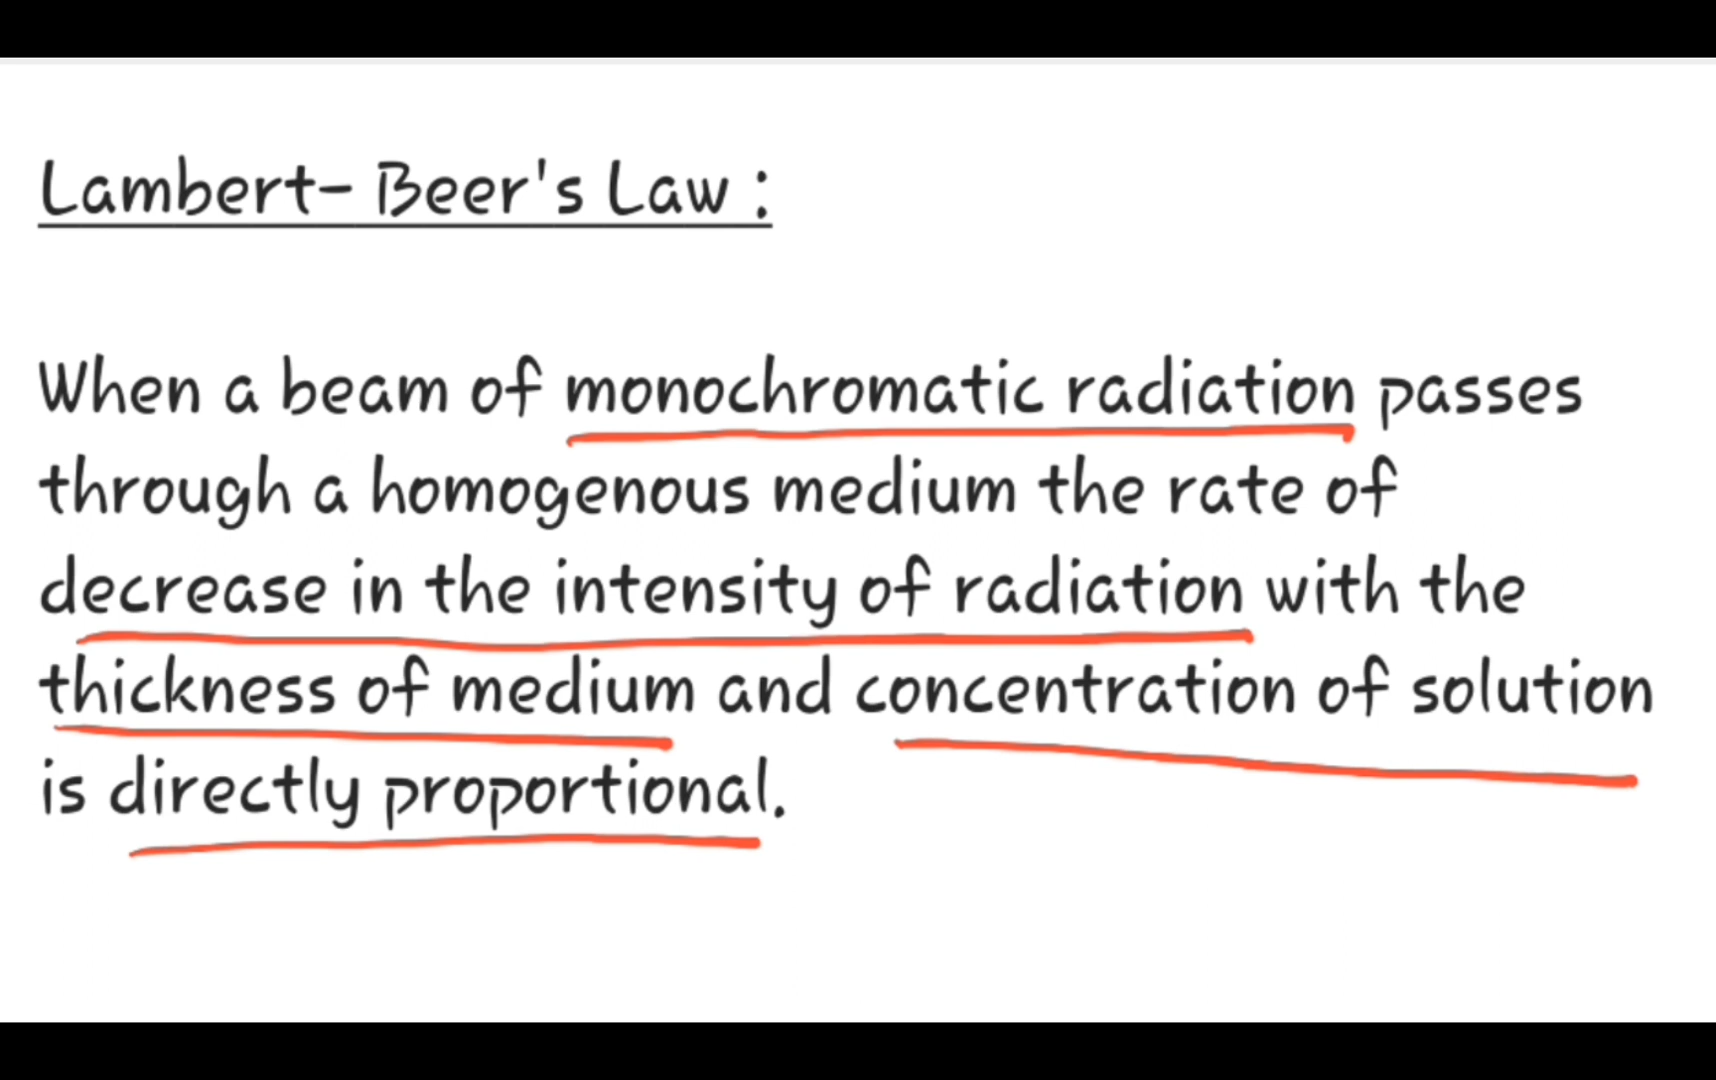 Lambert- Beer's Law :
When a beam of monochromatic radiation passes
through a homogenous medium the rate of
decrease in the intensity of radiation with the
thickness of medium and concentration of solution
is directly proportional.